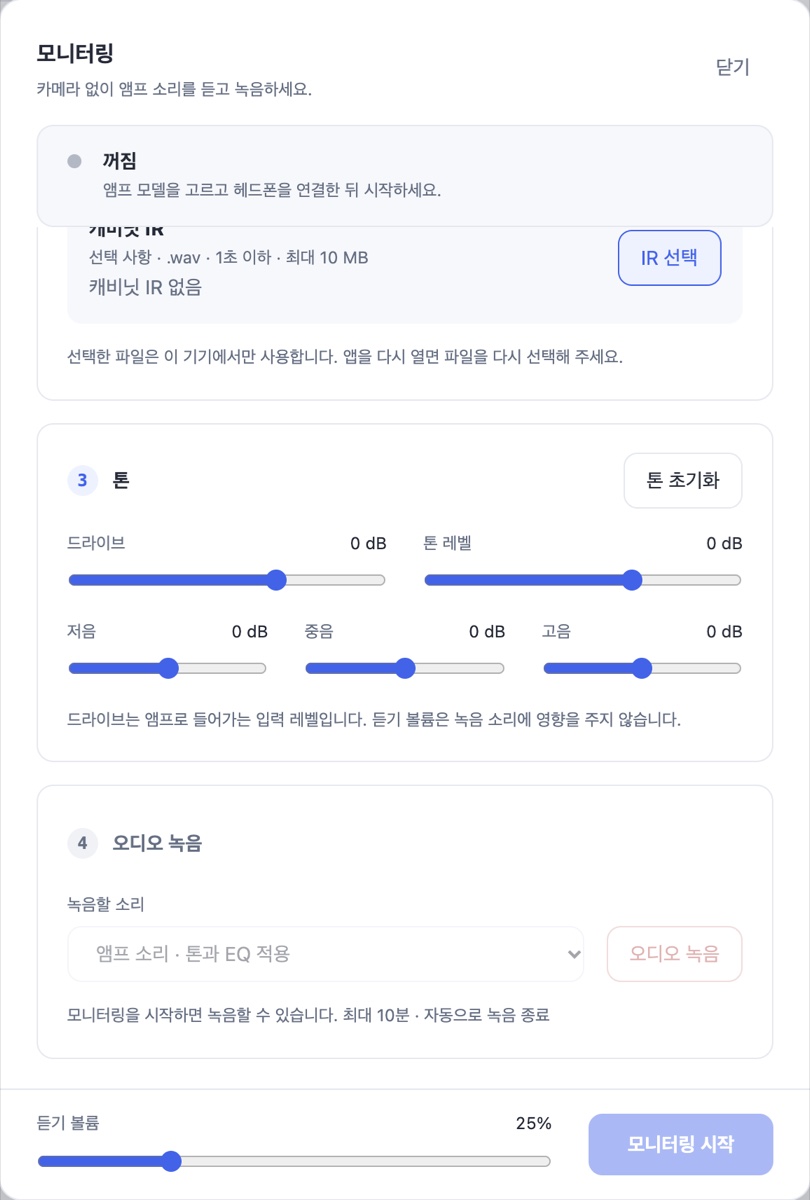 모니터링
닫기
카메라 없이 앰프 소리를 듣고 녹음하세요.
꺼짐
앰프 모델을 고르고 헤드폰을 연결한 뒤 시작하세요.
캐비닛 IR
선택 사항 · .wav · 1초 이하 · 최대 10 MB
IR 선택
캐비닛 IR 없음
선택한 파일은 이 기기에서만 사용합니다. 앱을 다시 열면 파일을 다시 선택해 주세요.
3 톤
톤 초기화
드라이브 0 dB
톤 레벨 0 dB
저음 0 dB
중음 0 dB
고음 0 dB
드라이브는 앰프로 들어가는 입력 레벨입니다. 듣기 볼륨은 녹음 소리에 영향을 주지 않습니다.
4 오디오 녹음
녹음할 소리
앰프 소리 · 톤과 EQ 적용
오디오 녹음
모니터링을 시작하면 녹음할 수 있습니다. 최대 10분 · 자동으로 녹음 종료
듣기 볼륨 25%
모니터링 시작